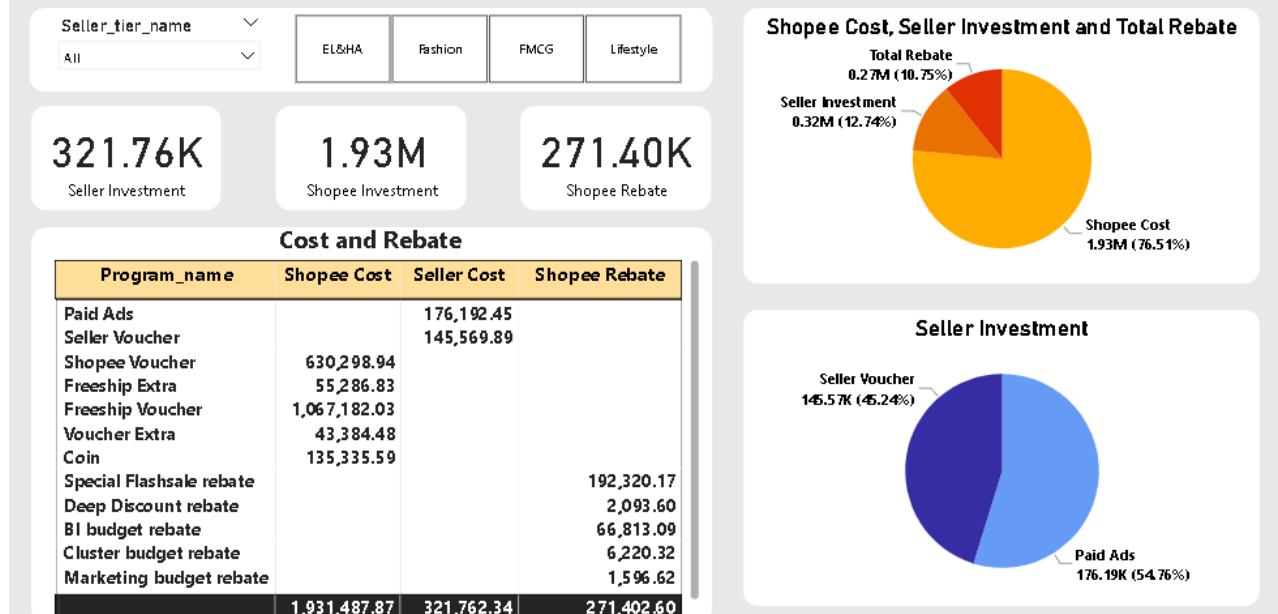 Seller_tier_name
All
EL&HA Fashion FMCG Lifestyle
321.76K
Seller Investment
1.93M
Shopee Investment
271.40K
Shopee Rebate
Cost and Rebate
Program_name Shopee Cost Seller Cost Shopee Rebate
Paid Ads 176,192.45
Seller Voucher 145,569.89
Shopee Voucher 630,298.94
Freeship Extra 55,286.83
Freeship Voucher 1,067,182.03
Voucher Extra 43,384.48
Coin 135,335.59
Special Flashsale rebate 192,320.17
Deep Discount rebate 2,093.60
BI budget rebate 66,813.09
Cluster budget rebate 6,220.32
Marketing budget rebate 1,596.62
1,931,487.87 321,762.34 271,402.60
Shopee Cost, Seller Investment and Total Rebate
Total Rebate
0.27M (10.75%)
Seller Investment
0.32M (12.74%)
Shopee Cost
1.93M (76.51%)
Seller Investment
Seller Voucher
145.57K (45.24%)
Paid Ads
176.19K (54.76%)